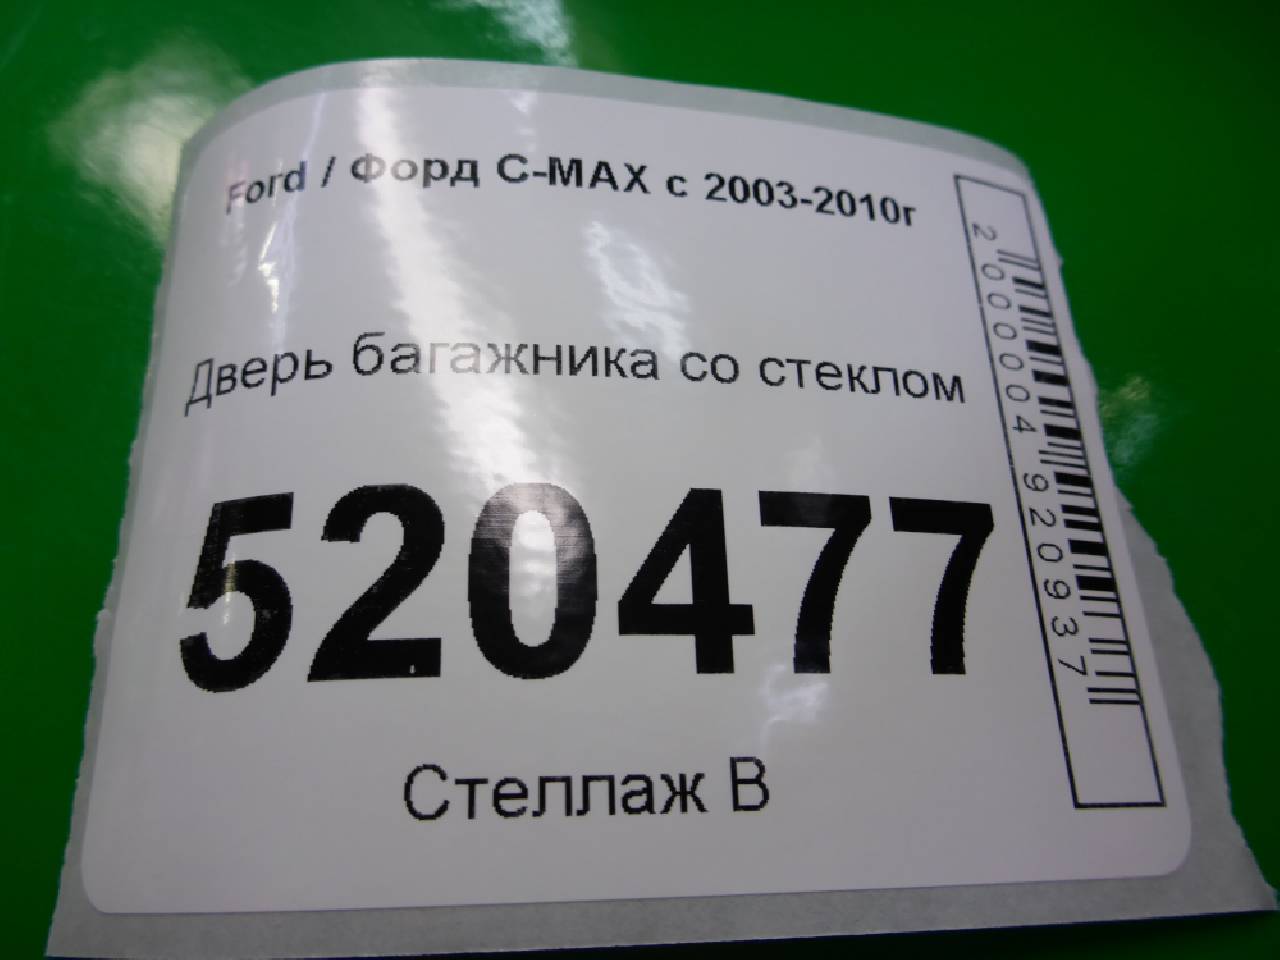 Ford / Форд C-MAX с 2003-2010г
Дверь багажника со стеклом
520477
Стеллаж В
2000004920937